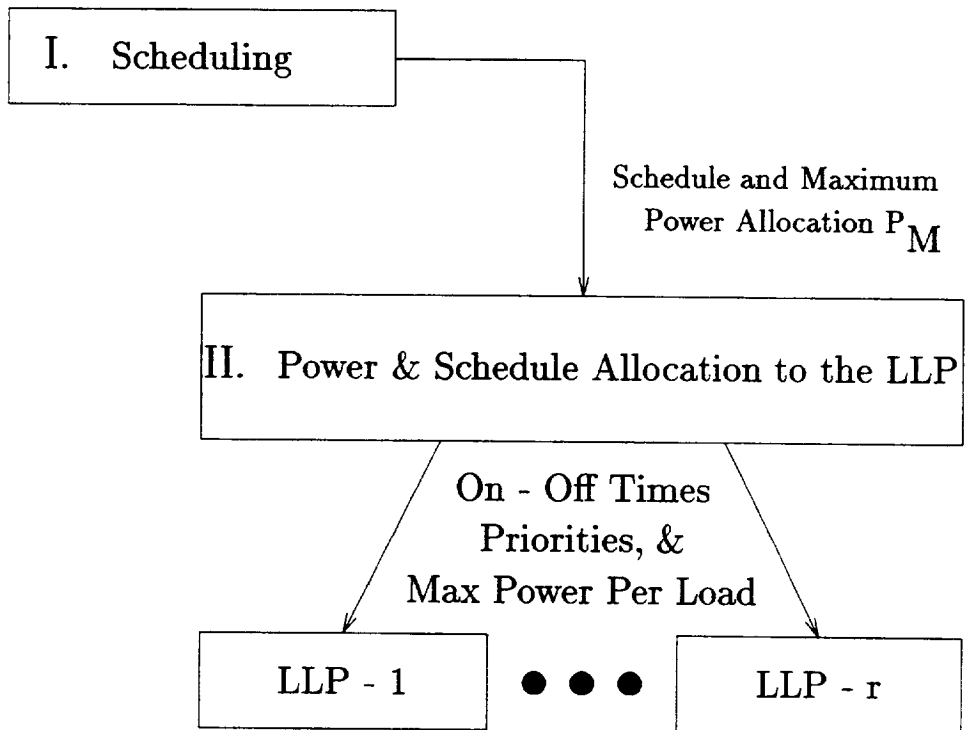 I. Scheduling
Schedule and Maximum
Power Allocation P_M
II. Power & Schedule Allocation to the LLP
On - Off Times
Priorities, &
Max Power Per Load
LLP - 1
LLP - r